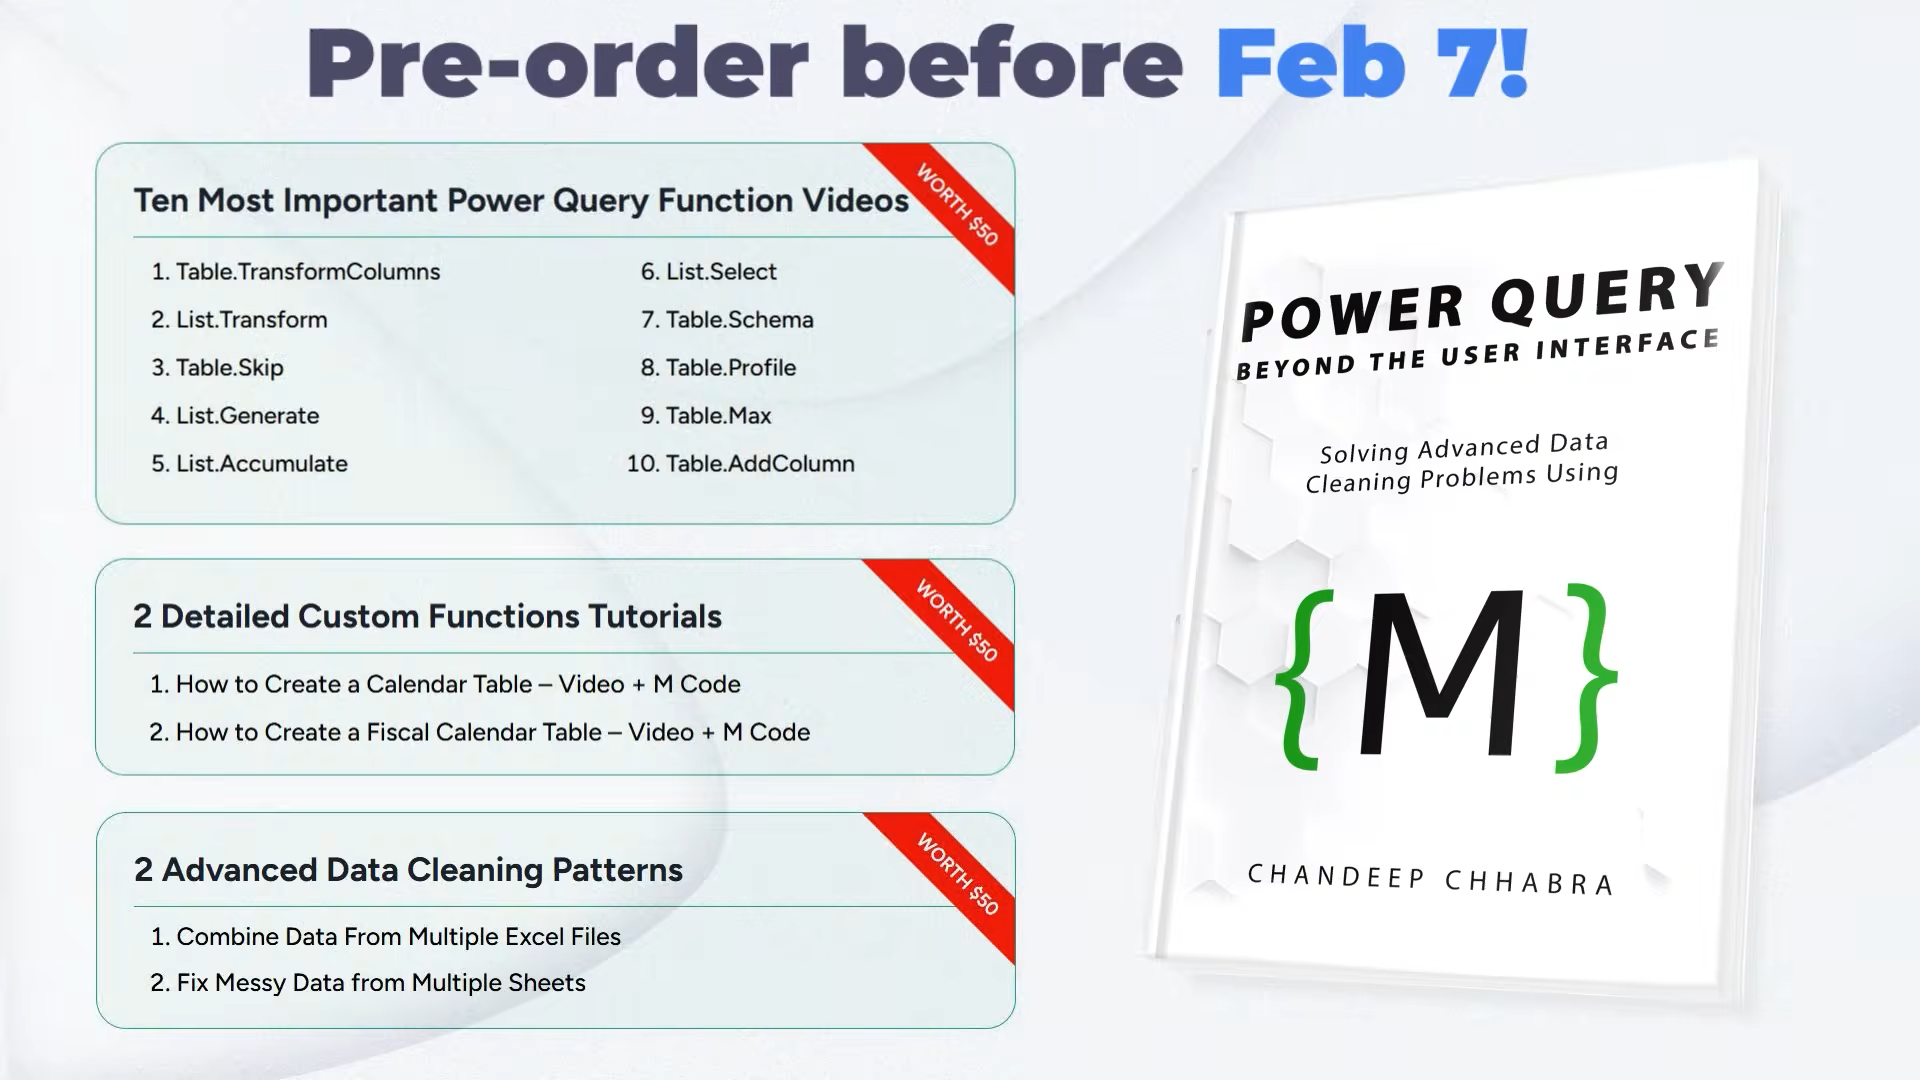 Pre-order before Feb 7!
Ten Most Important Power Query Function Videos
WORTH $50
1. Table.TransformColumns
2. List.Transform
3. Table.Skip
4. List.Generate
5. List.Accumulate
6. List.Select
7. Table.Schema
8. Table.Profile
9. Table.Max
10. Table.AddColumn
2 Detailed Custom Functions Tutorials
WORTH $50
1. How to Create a Calendar Table – Video + M Code
2. How to Create a Fiscal Calendar Table – Video + M Code
2 Advanced Data Cleaning Patterns
WORTH $50
1. Combine Data From Multiple Excel Files
2. Fix Messy Data from Multiple Sheets
POWER QUERY
BEYOND THE USER INTERFACE
Solving Advanced Data
Cleaning Problems Using
{M}
CHANDEEP CHHABRA